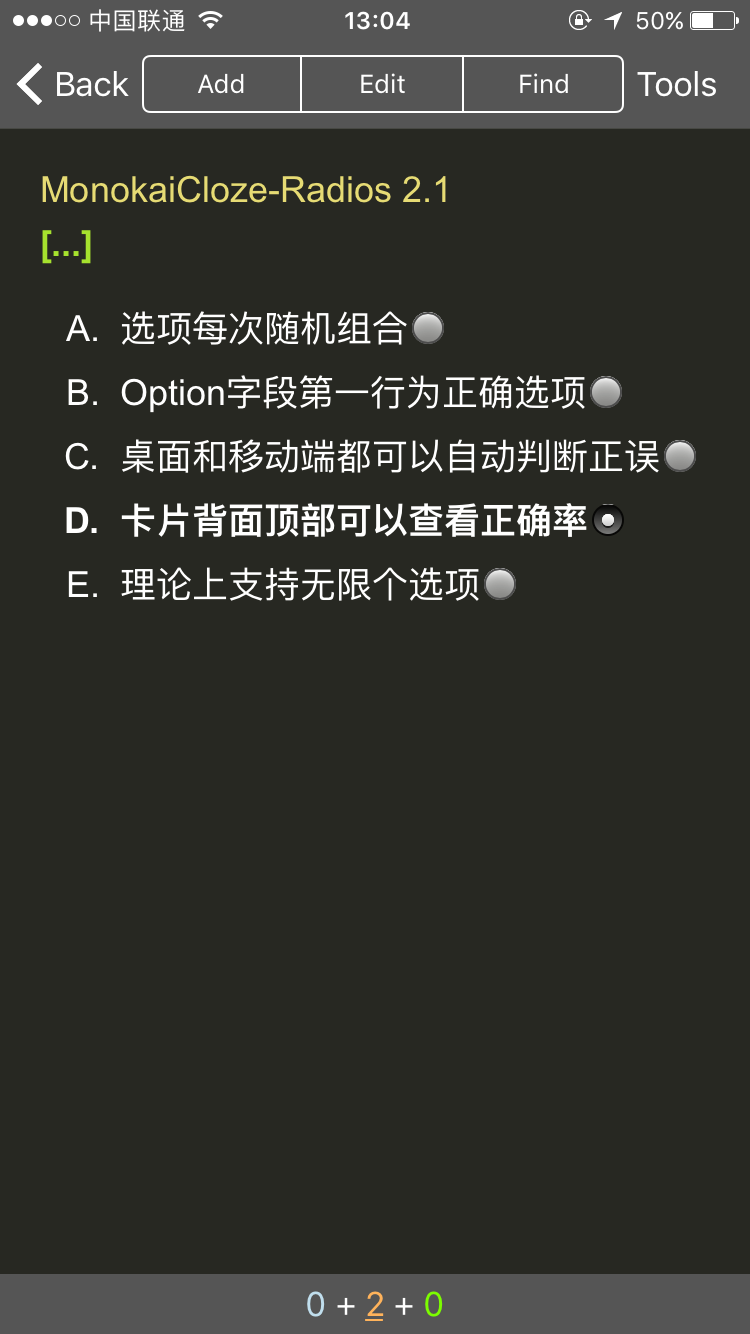 中国联通 13:04 50%
Back Add Edit Find Tools
MonokaiCloze-Radios 2.1
[...]
A. 选项每次随机组合
B. Option字段第一行为正确选项
C. 桌面和移动端都可以自动判断正误
D. 卡片背面顶部可以查看正确率
E. 理论上支持无限个选项
0 + 2 + 0